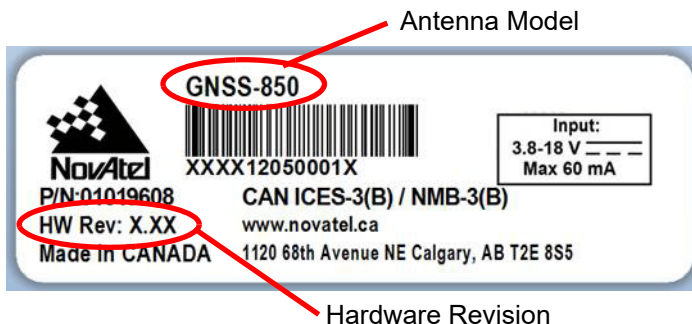 Antenna Model
GNSS-850
NovAtel
XXXX12050001X
Input:
3.8-18 V
Max 60 mA
P/N:01019608
CAN ICES-3(B) / NMB-3(B)
HW Rev: X.XX
www.novatel.ca
Made in CANADA
1120 68th Avenue NE Calgary, AB T2E 8S5
Hardware Revision